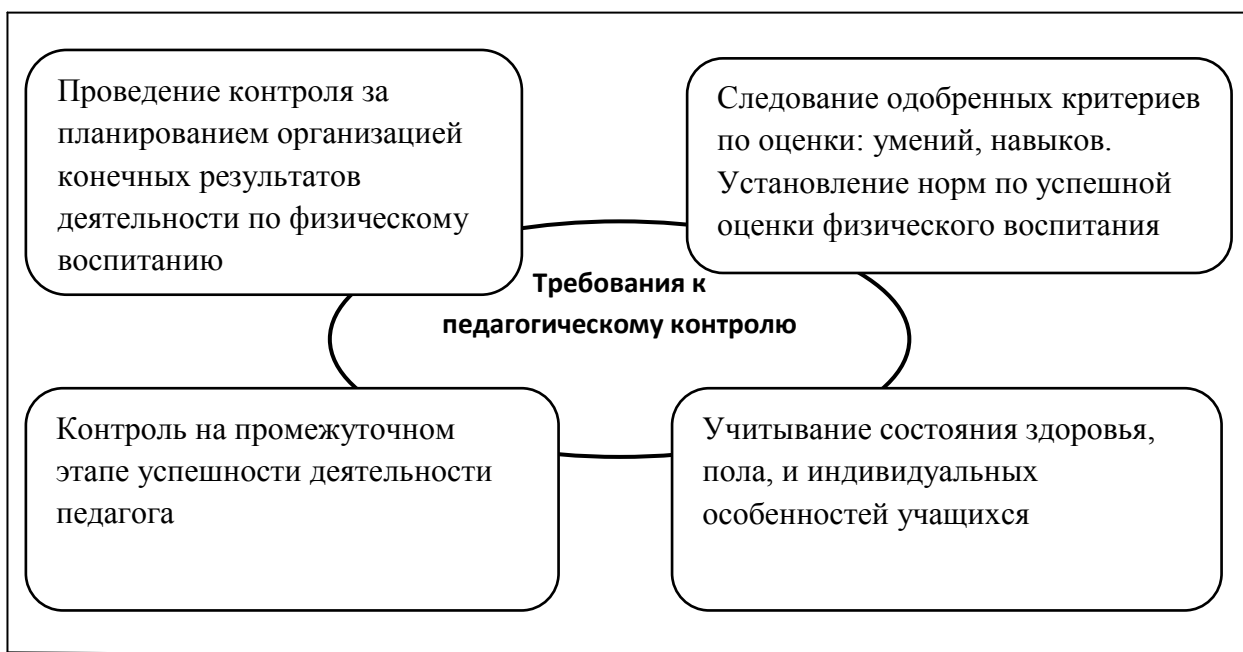 Проведение контроля за
планированием организацией
конечных результатов
деятельности по физическому
воспитанию
Следование одобренных критериев
по оценки: умений, навыков.
Установление норм по успешной
оценки физического воспитания
Требования к
педагогическому контролю
Контроль на промежуточном
этапе успешности деятельности
педагога
Учитывание состояния здоровья,
пола, и индивидуальных
особенностей учащихся